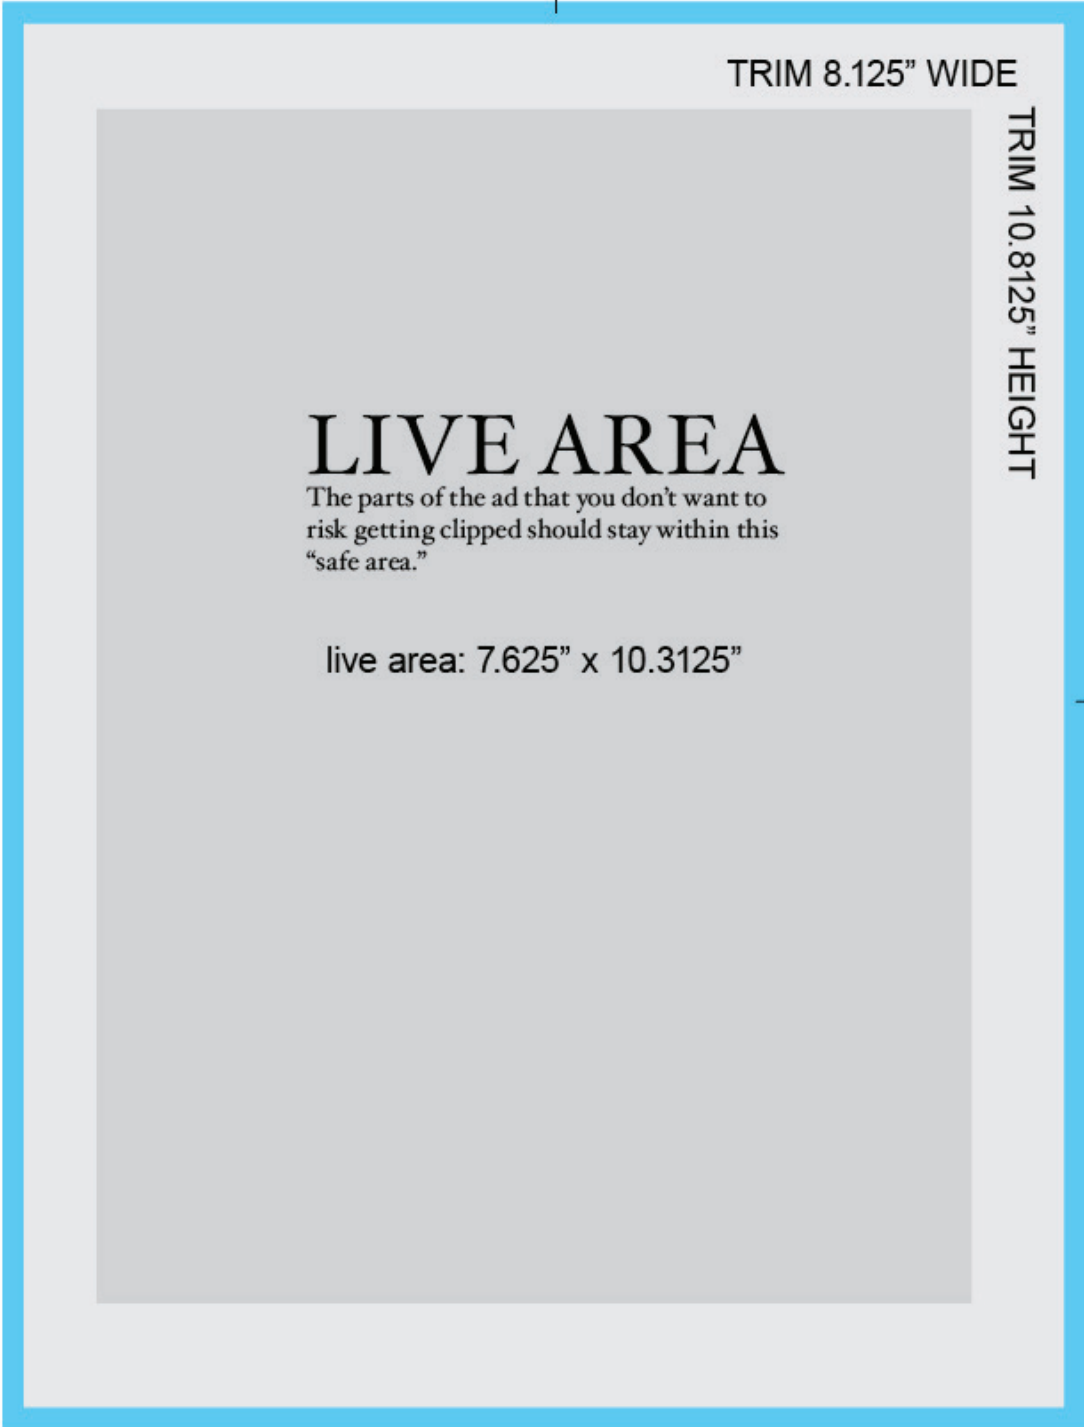 TRIM 8.125” WIDE
TRIM 10.8125” HEIGHT
LIVE AREA
The parts of the ad that you don’t want to
risk getting clipped should stay within this
“safe area.”
live area: 7.625” x 10.3125”